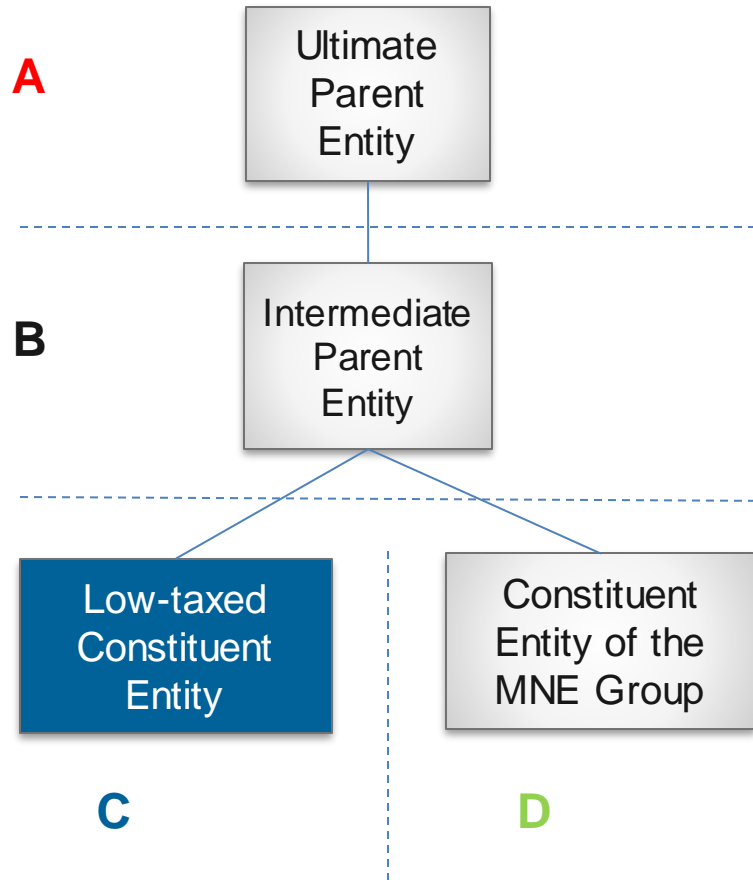 A
Ultimate
Parent
Entity
B
Intermediate
Parent
Entity
Low-taxed
Constituent
Entity
Constituent
Entity of the
MNE Group
C
D